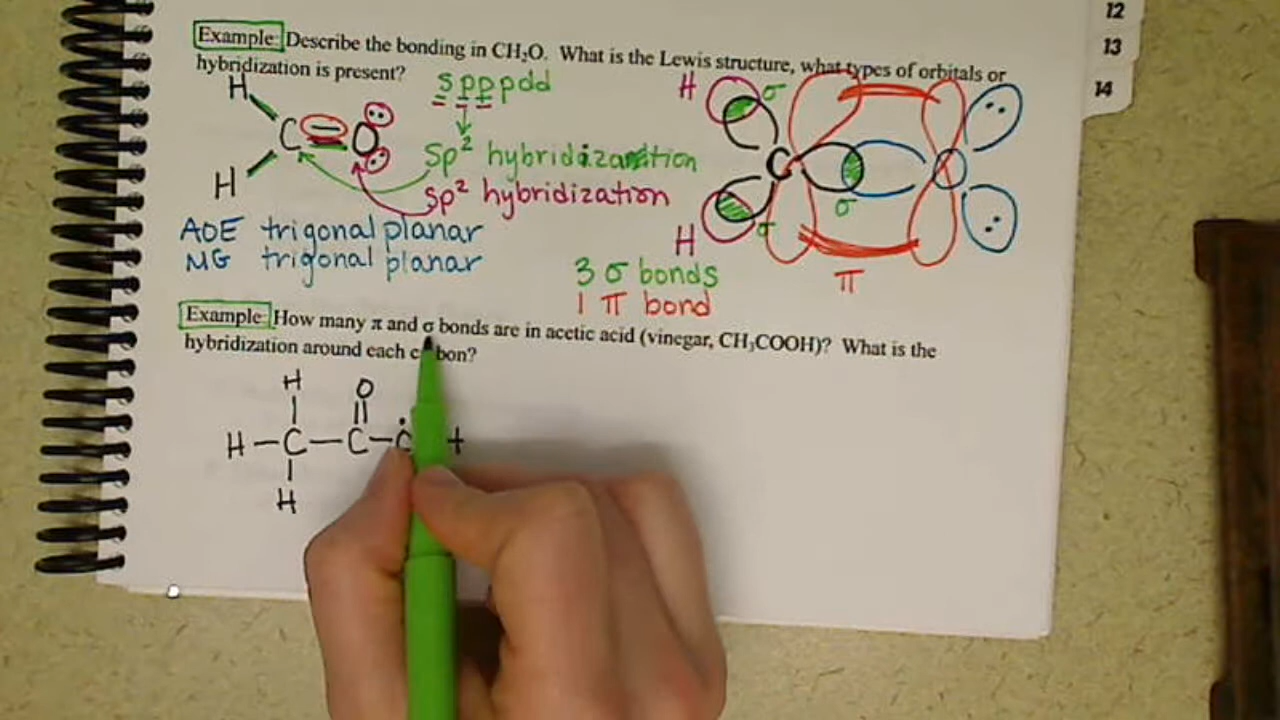 12
13
14
Example: Describe the bonding in CH₂O. What is the Lewis structure, what types of orbitals or
hybridization is present?
s p p p d d
H
C = O
H
sp² hybridization
sp² hybridization
AOE trigonal planar
MG trigonal planar
H
σ
C
σ
H
σ
π
3 σ bonds
1 π bond
Example: How many π and σ bonds are in acetic acid (vinegar, CH₃COOH)? What is the
hybridization around each carbon?
H O
H — C — C —
H